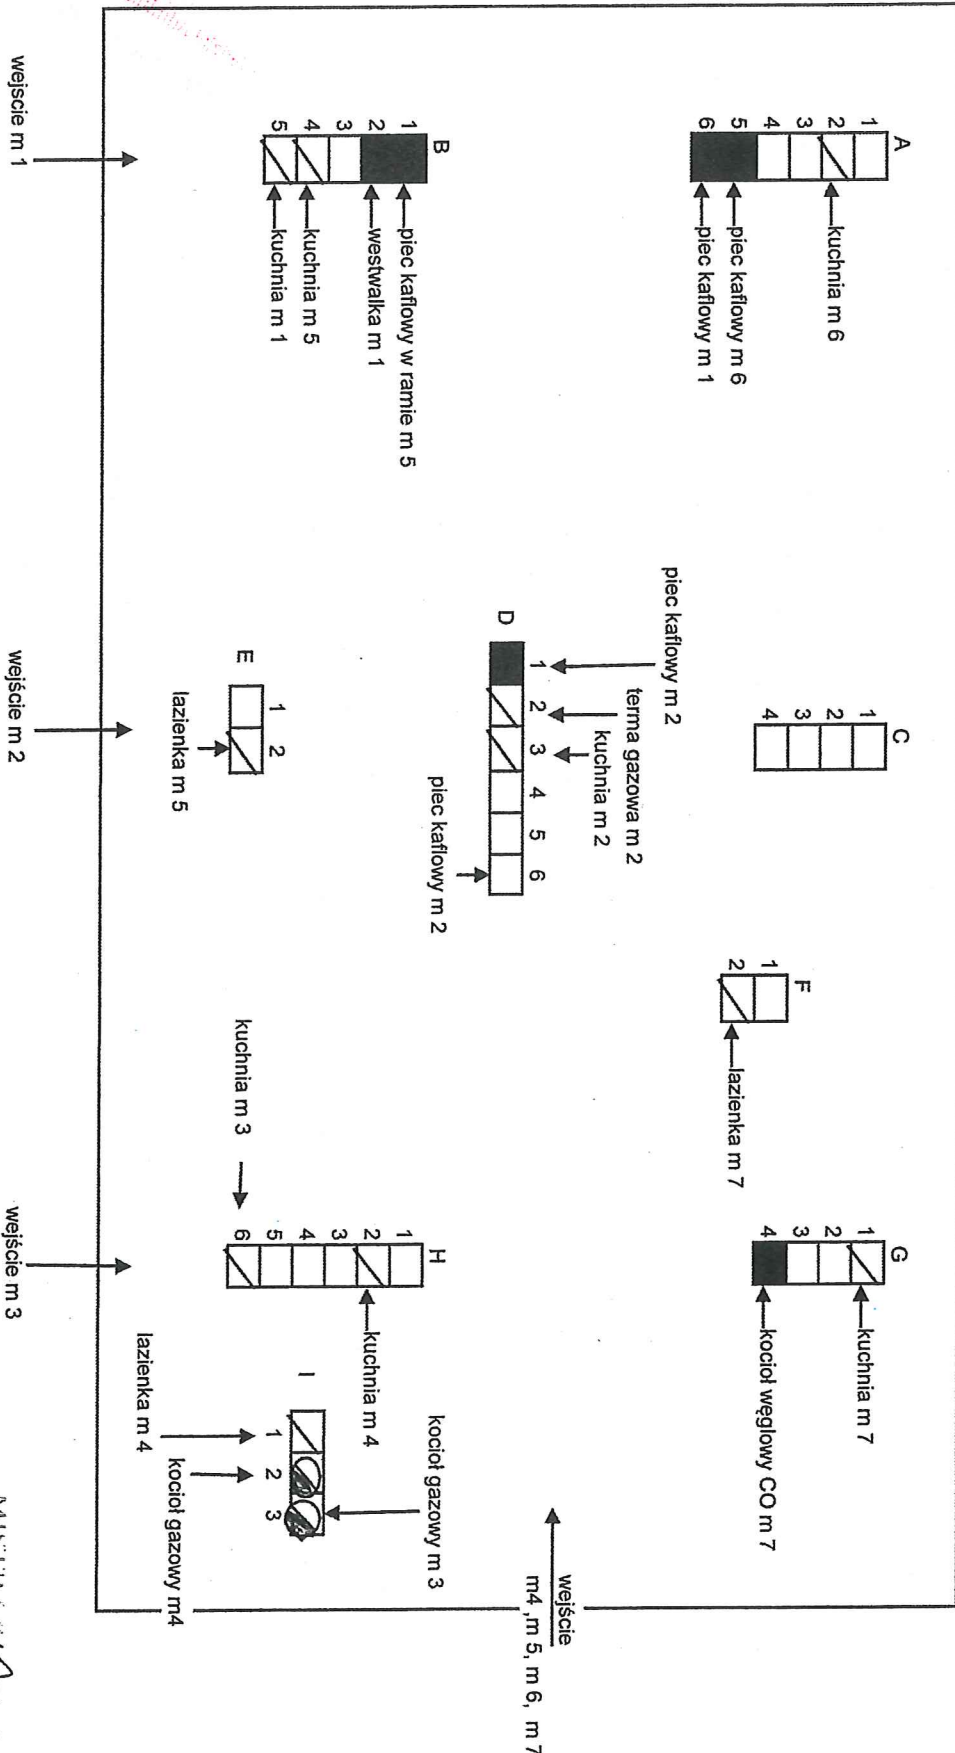 A
1
2
3
4
5
6
kuchnia m 6
piec kaflowy m 6
piec kaflowy m 1
B
1
2
3
4
5
piec kaflowy w ramie m 5
westwalka m 1
kuchnia m 5
kuchnia m 1
wejscie m 1
C
1
2
3
4
D
1
2
3
4
5
6
piec kaflowy m 2
terma gazowa m 2
kuchnia m 2
piec kaflowy m 2
E
1
2
lazienka m 5
wejście m 2
F
1
2
lazienka m 7
G
1
2
3
4
kuchnia m 7
kocioł węglowy CO m 7
H
1
2
3
4
5
6
kuchnia m 4
kuchnia m 3
I
1
2
3
kocioł gazowy m 3
lazienka m 4
kocioł gazowy m4
wejście m 3
wejście
m4 ,m 5, m 6, m 7